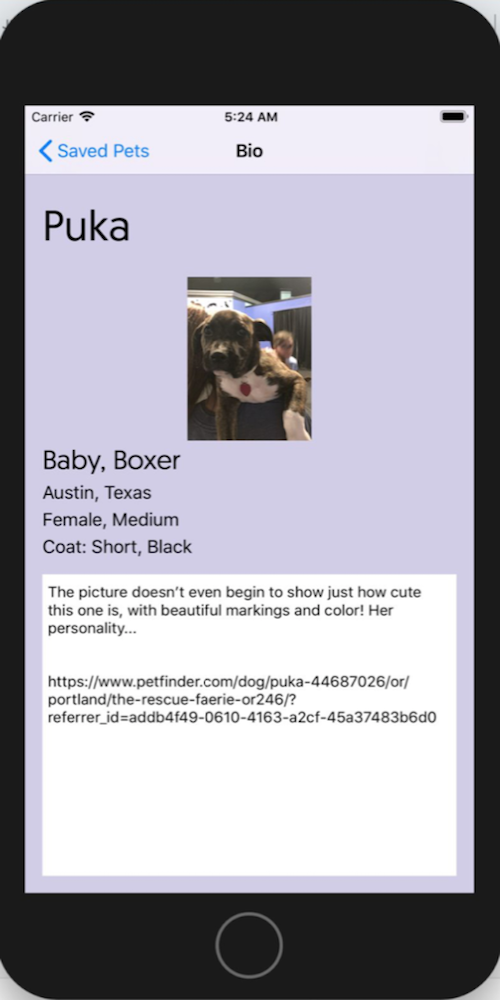 Carrier 5:24 AM
Saved Pets Bio
Puka
Baby, Boxer
Austin, Texas
Female, Medium
Coat: Short, Black
The picture doesn’t even begin to show just how cute
this one is, with beautiful markings and color! Her
personality...
https://www.petfinder.com/dog/puka-44687026/or/
portland/the-rescue-faerie-or246/?
referrer_id=addb4f49-0610-4163-a2cf-45a37483b6d0